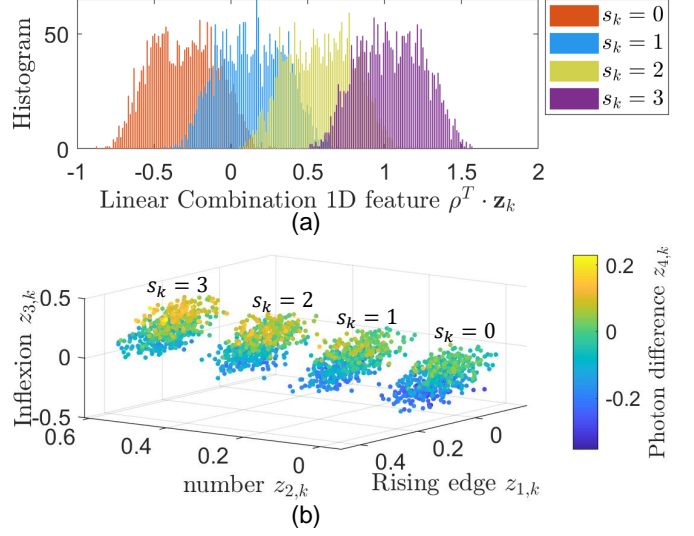 50
0
Histogram
-1 -0.5 0 0.5 1 1.5 2
Linear Combination 1D feature ρ^T · z_k
s_k = 0
s_k = 1
s_k = 2
s_k = 3
(a)
s_k = 3
s_k = 2
s_k = 1
s_k = 0
0.5
0
-0.5
Inflexion z_{3,k}
0.6 0.4 0.2 0
number z_{2,k}
0.4 0.2 0
Rising edge z_{1,k}
0.2
0
-0.2
Photon difference z_{4,k}
(b)